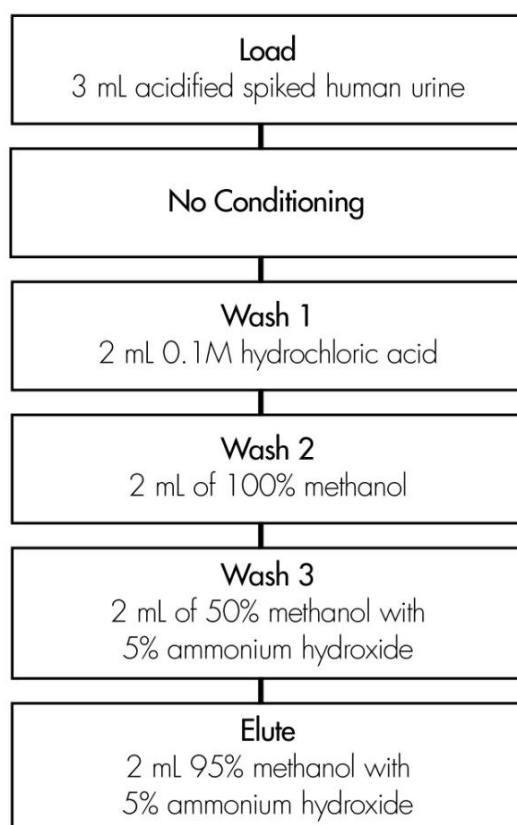 Load
3 mL acidified spiked human urine
No Conditioning
Wash 1
2 mL 0.1M hydrochloric acid
Wash 2
2 mL of 100% methanol
Wash 3
2 mL of 50% methanol with
5% ammonium hydroxide
Elute
2 mL 95% methanol with
5% ammonium hydroxide